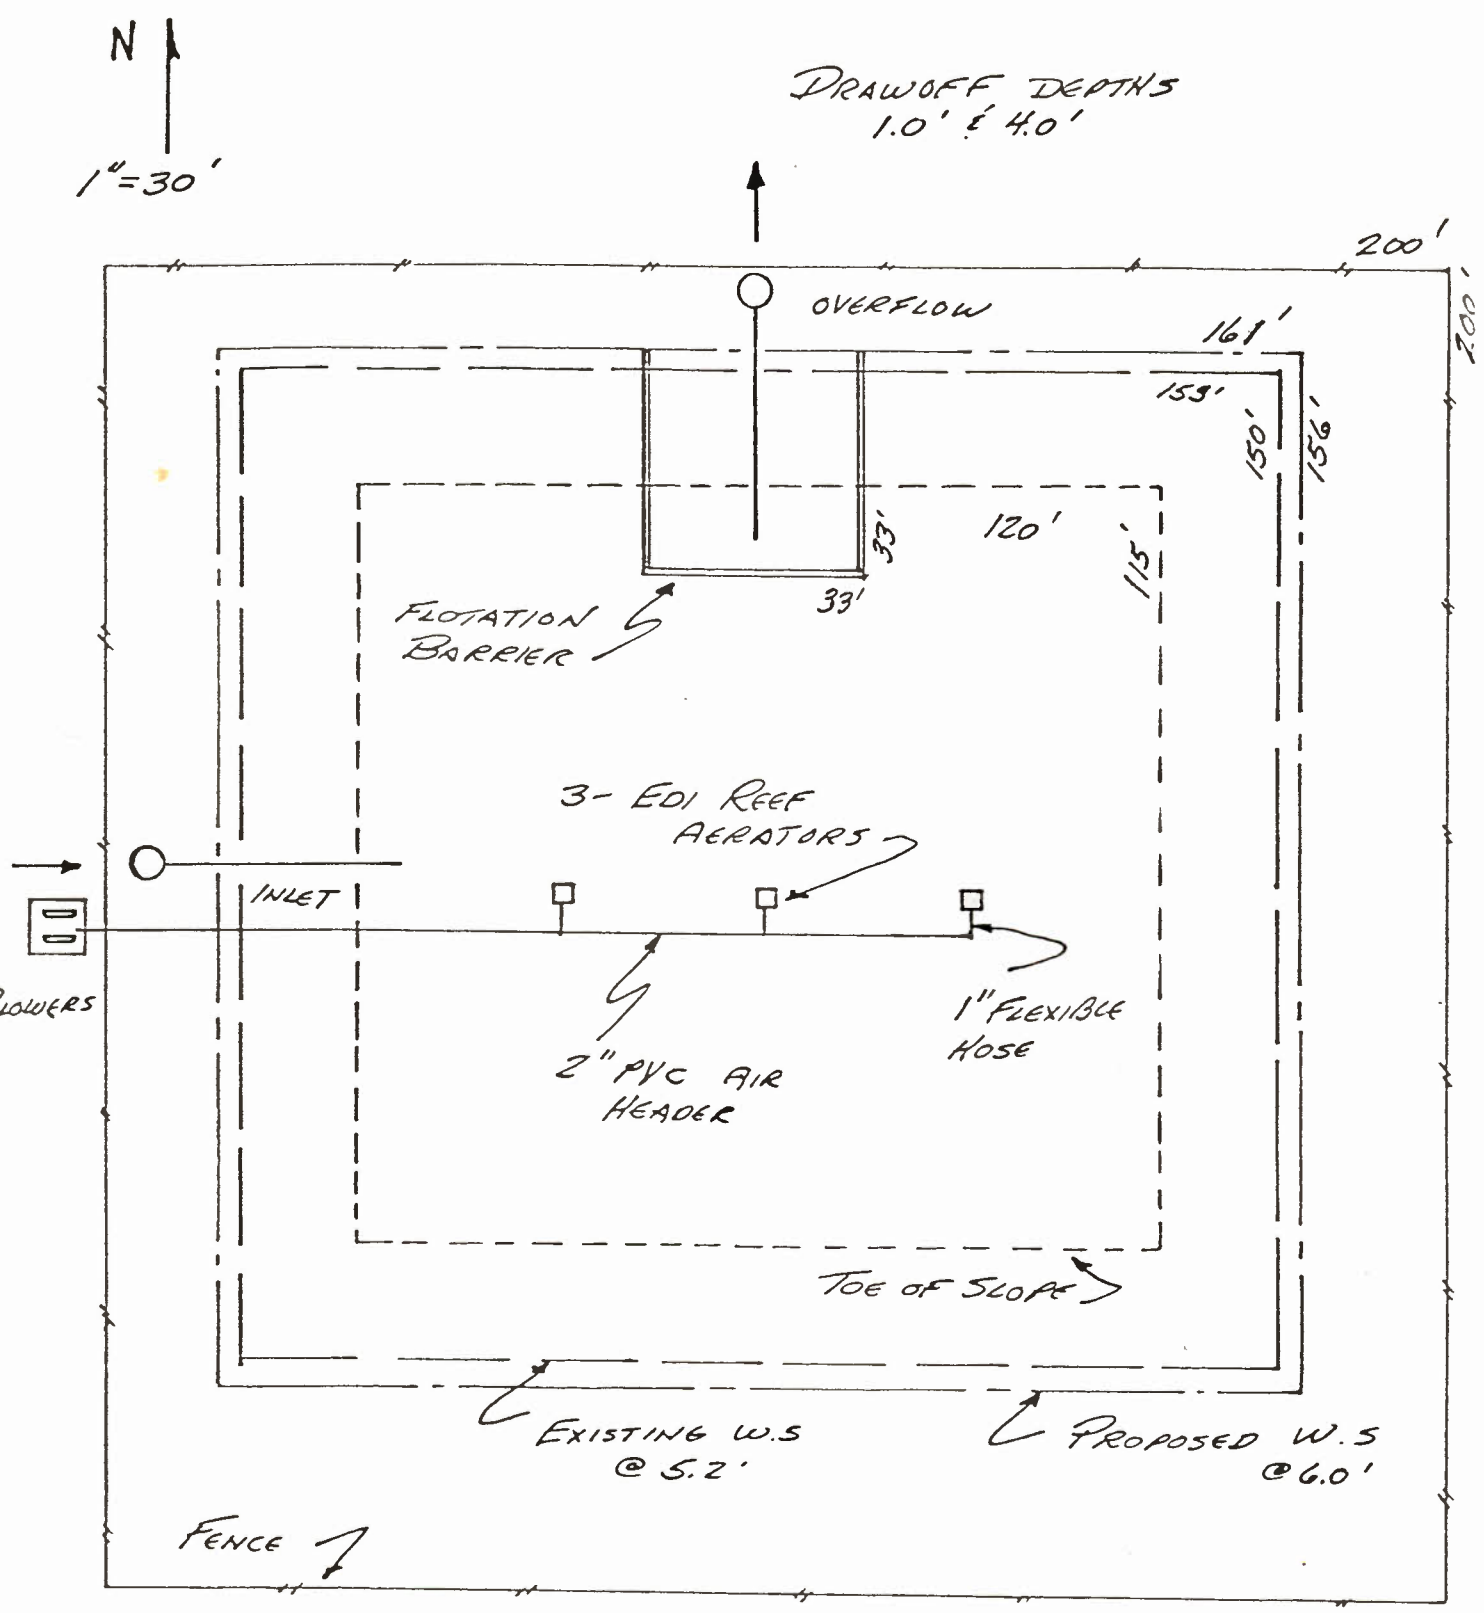 N
1"=30'
DRAWOFF DEPTHS
1.0' & 4.0'
200'
200'
OVERFLOW
161'
153'
150'
156'
120'
115'
33'
33'
FLOTATION
BARRIER
3- EDI REEF
AERATORS
INLET
LOWERS
1" FLEXIBLE
HOSE
2" PVC AIR
HEADER
TOE OF SLOPE
EXISTING W.S
@ 5.2'
PROPOSED W.S
@ 6.0'
FENCE